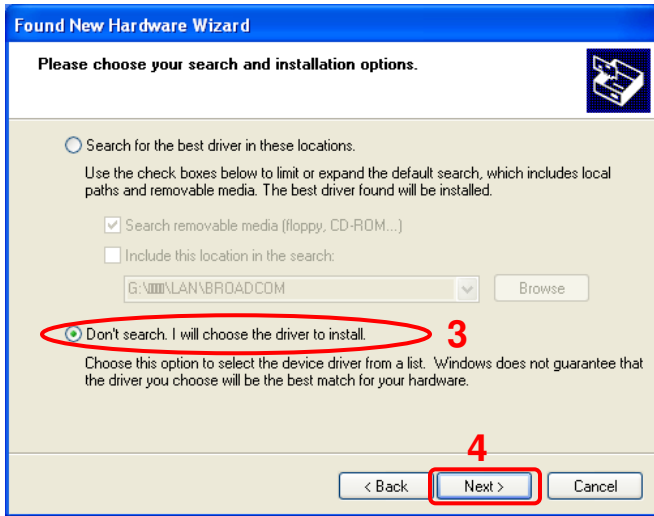 Found New Hardware Wizard
Please choose your search and installation options.
Search for the best driver in these locations.
Use the check boxes below to limit or expand the default search, which includes local
paths and removable media. The best driver found will be installed.
Search removable media (floppy, CD-ROM...)
Include this location in the search:
\LAN\BROADCOM
Browse
Don't search. I will choose the driver to install.
3
Choose this option to select the device driver from a list. Windows does not guarantee that
the driver you choose will be the best match for your hardware.
4
< Back
Next >
Cancel